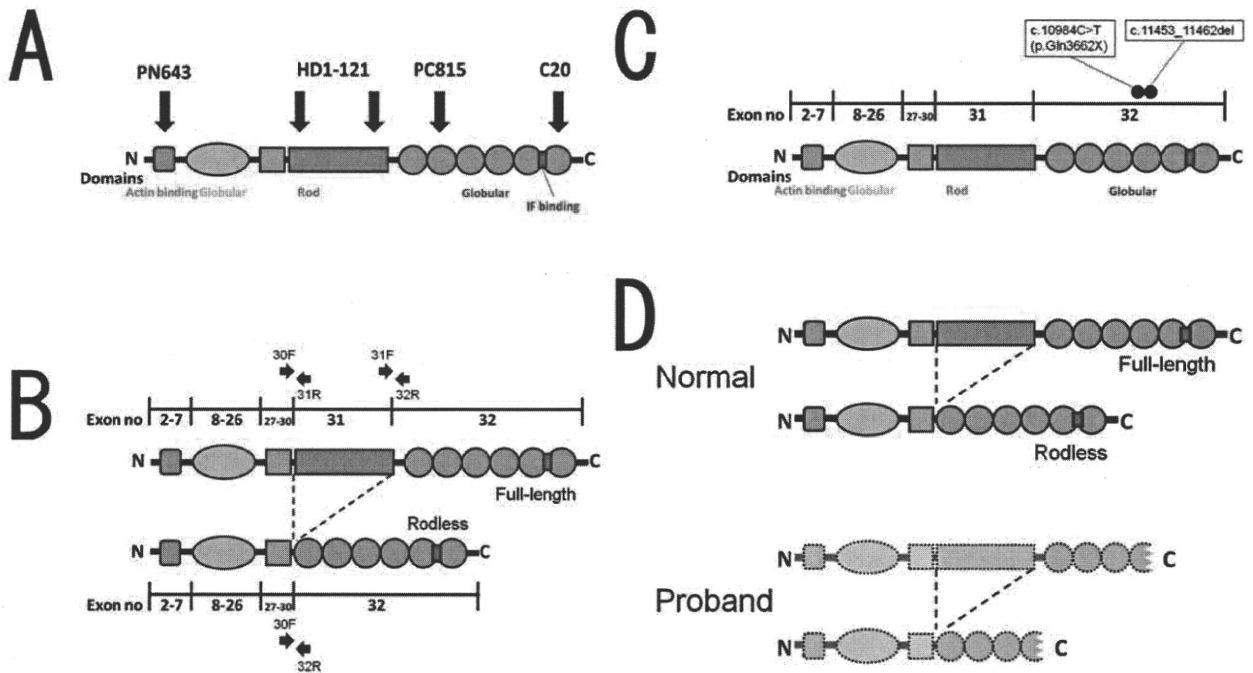 A
PN643 HD1-121 PC815 C20
N C
Domains
Actin binding Globular Rod Globular IF binding
B
30F 31F
31R 32R
Exon no 2-7 8-26 27-30 31 32
N C
Full-length
Rodless
N C
Exon no 2-7 8-26 27-30 32
30F
32R
C
c.10984C>T
(p.Gln3662X)
c.11453_11462del
Exon no 2-7 8-26 27-30 31 32
N C
Domains
Actin binding Globular Rod Globular
D
Normal
N C
Full-length
N C
Rodless
Proband
N C
N C